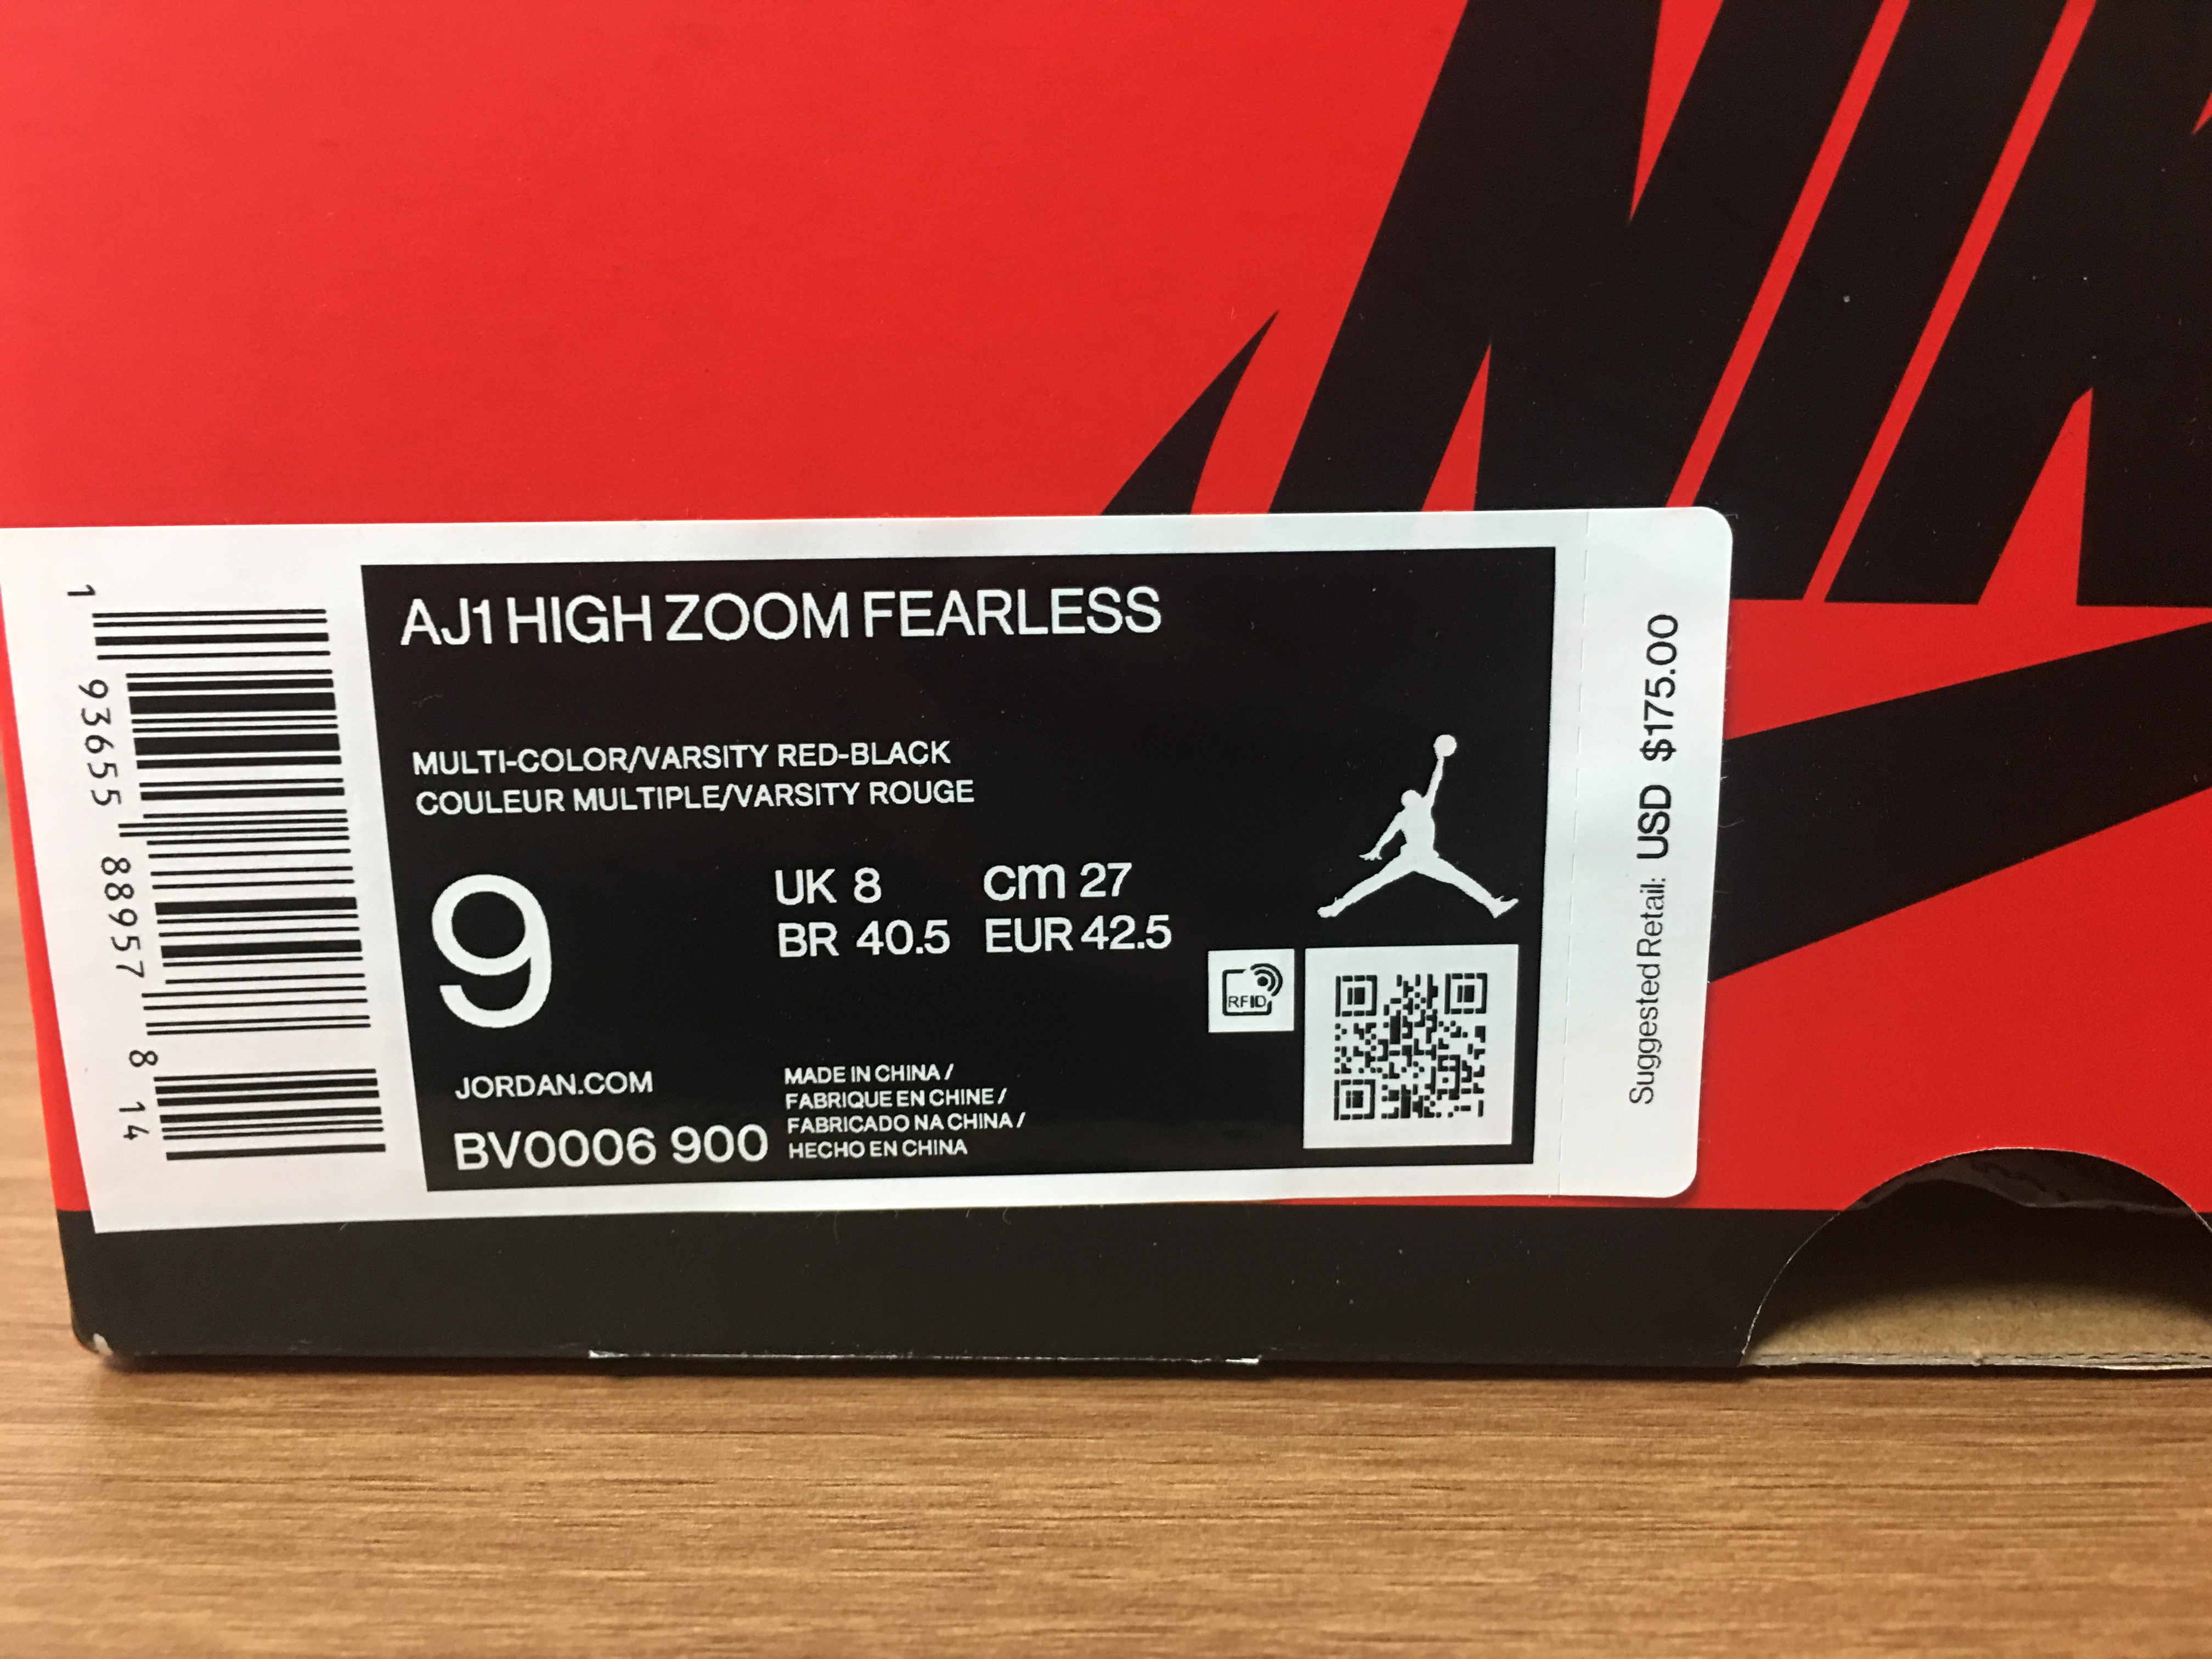 NIK
AJ1 HIGH ZOOM FEARLESS
MULTI-COLOR/VARSITY RED-BLACK
COULEUR MULTIPLE/VARSITY ROUGE
9
UK 8
cm 27
BR 40.5
EUR 42.5
RFID
JORDAN.COM
BV0006 900
MADE IN CHINA /
FABRIQUE EN CHINE /
FABRICADO NA CHINA /
HECHO EN CHINA
1 93655 88957 8 14
Suggested Retail: USD $175.00